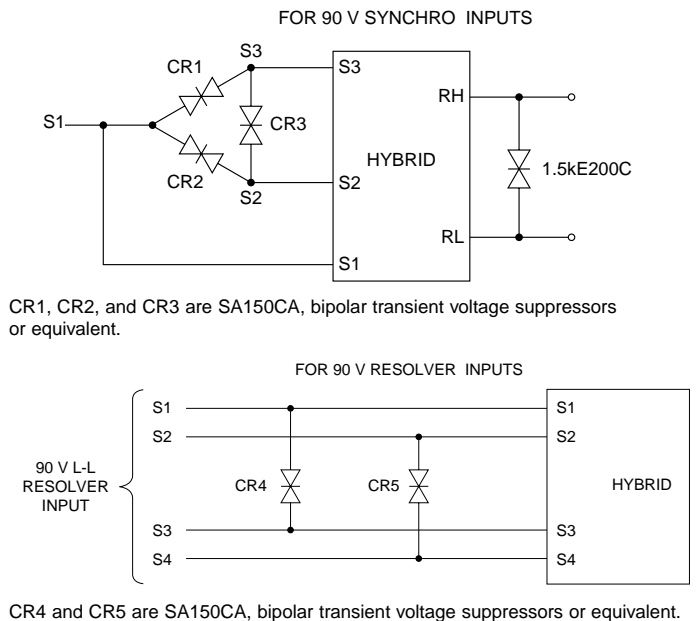 FOR 90 V SYNCHRO INPUTS
S3
CR1
S3
RH
S1
CR3
HYBRID
1.5kE200C
CR2
S2
S2
RL
S1
CR1, CR2, and CR3 are SA150CA, bipolar transient voltage suppressors
or equivalent.
FOR 90 V RESOLVER INPUTS
S1
S1
S2
S2
90 V L-L
RESOLVER
INPUT
CR4
CR5
HYBRID
S3
S3
S4
S4
CR4 and CR5 are SA150CA, bipolar transient voltage suppressors or equivalent.